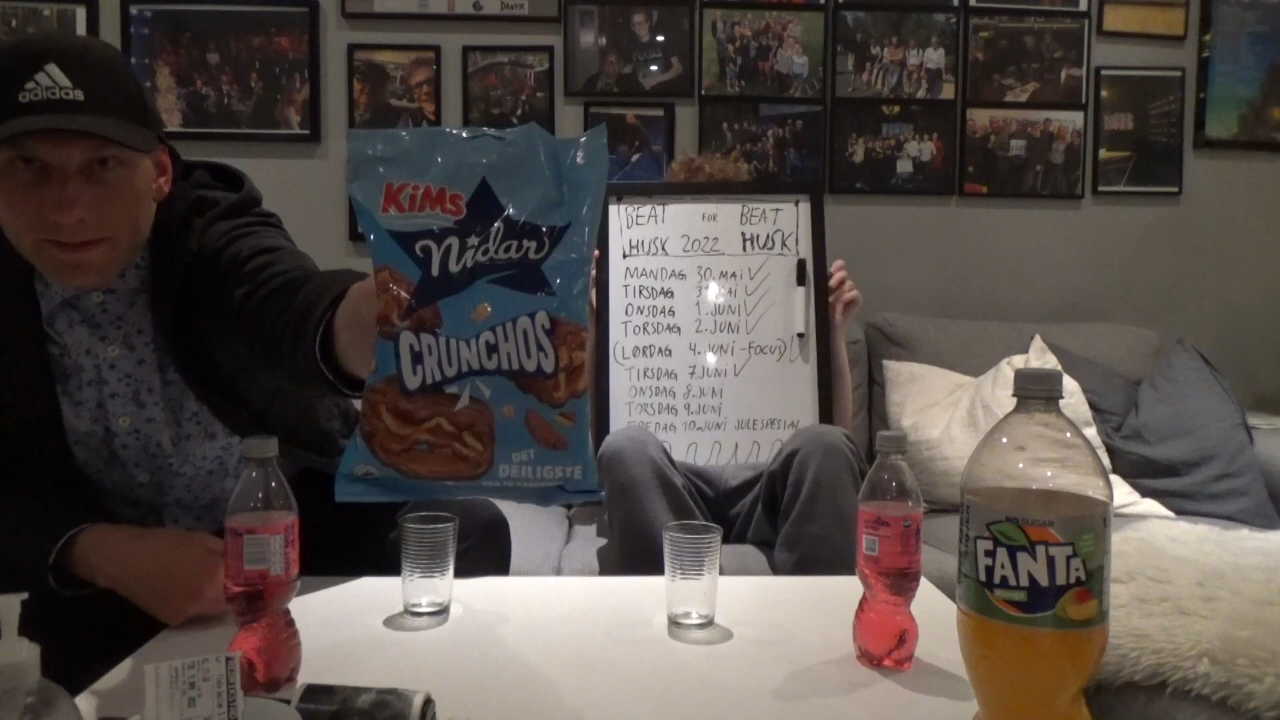 DANVIK
adidas
KiMs
Nidar
CRUNCHOS
DET
DEILIGSTE
BEAT FOR BEAT
HUSK 2022 HUSK
MANDAG 30. MAI ✓
TIRSDAG 31. MAI ✓
ONSDAG 1. JUNI ✓
TORSDAG 2. JUNI ✓
(LØRDAG 4. JUNI - FOCUS) ✓
TIRSDAG 7. JUNI ✓
ONSDAG 8. JUNI
TORSDAG 9. JUNI
FREDAG 10. JUNI JULESPESIAL
NO SUGAR
FANTA